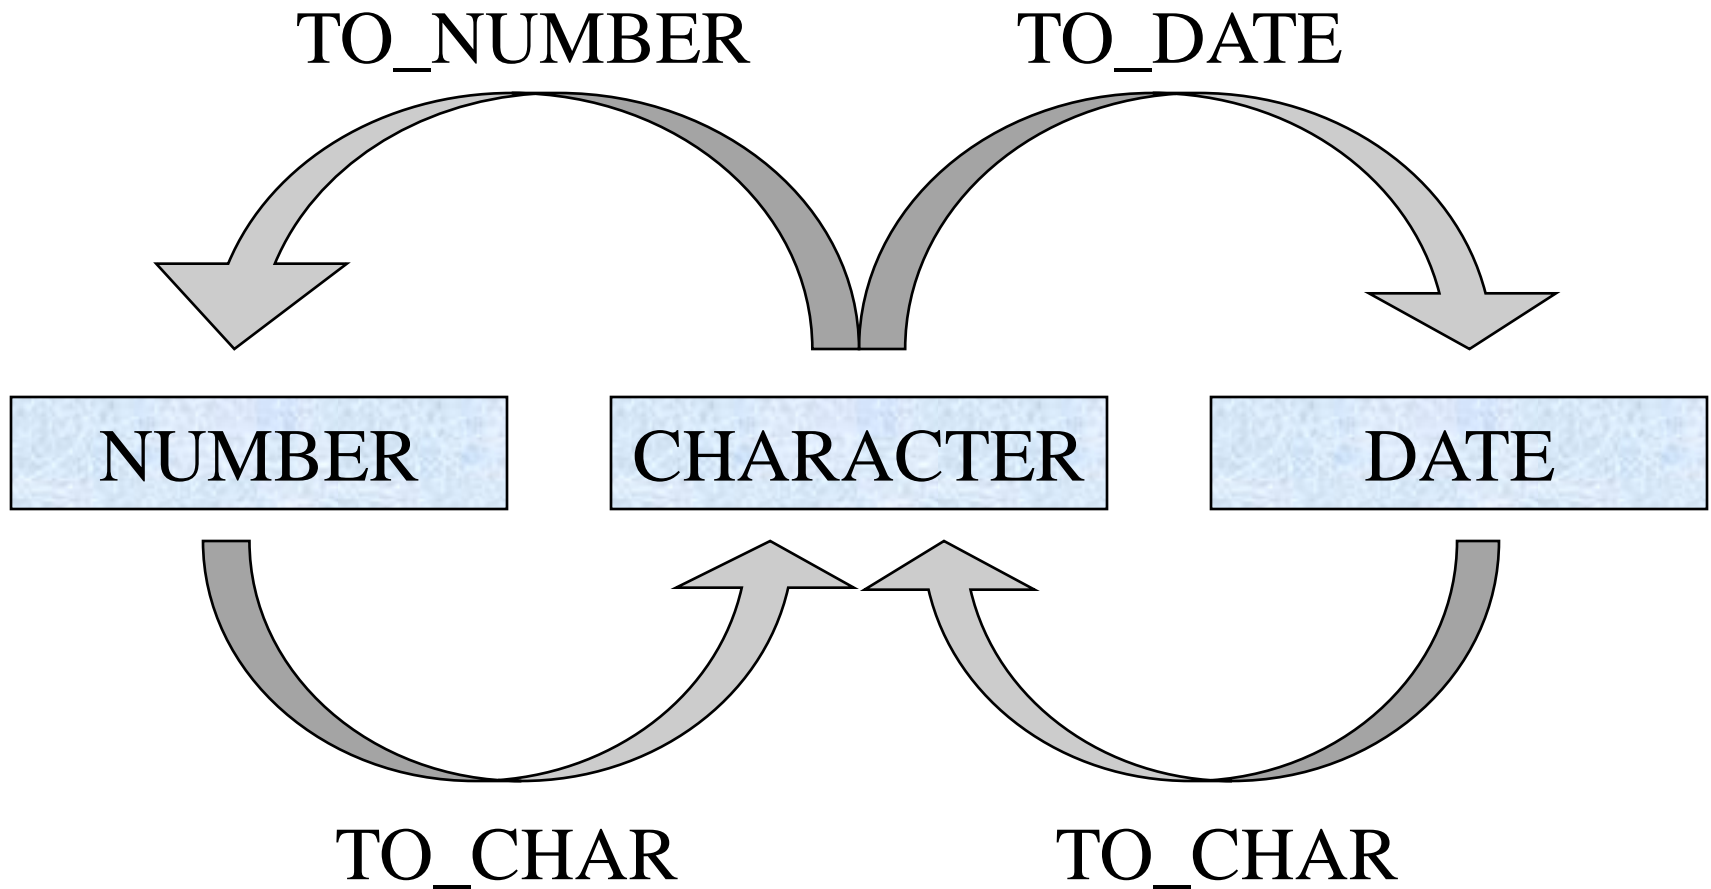 TO_NUMBER
TO_DATE
NUMBER
CHARACTER
DATE
TO_CHAR
TO_CHAR